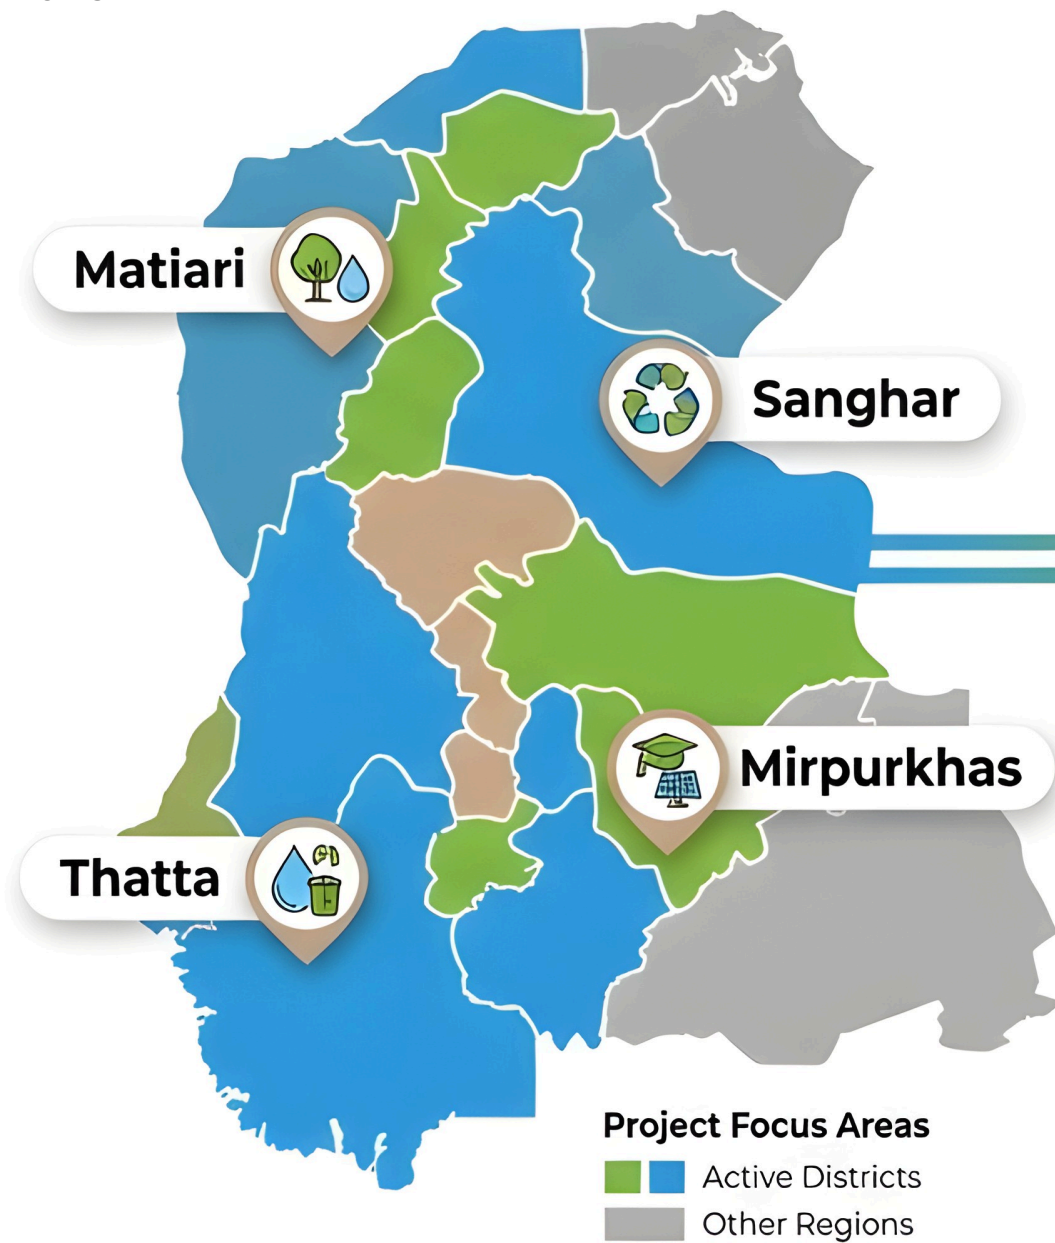 Matiari
Sanghar
Mirpurkhas
Thatta
Project Focus Areas
Active Districts
Other Regions